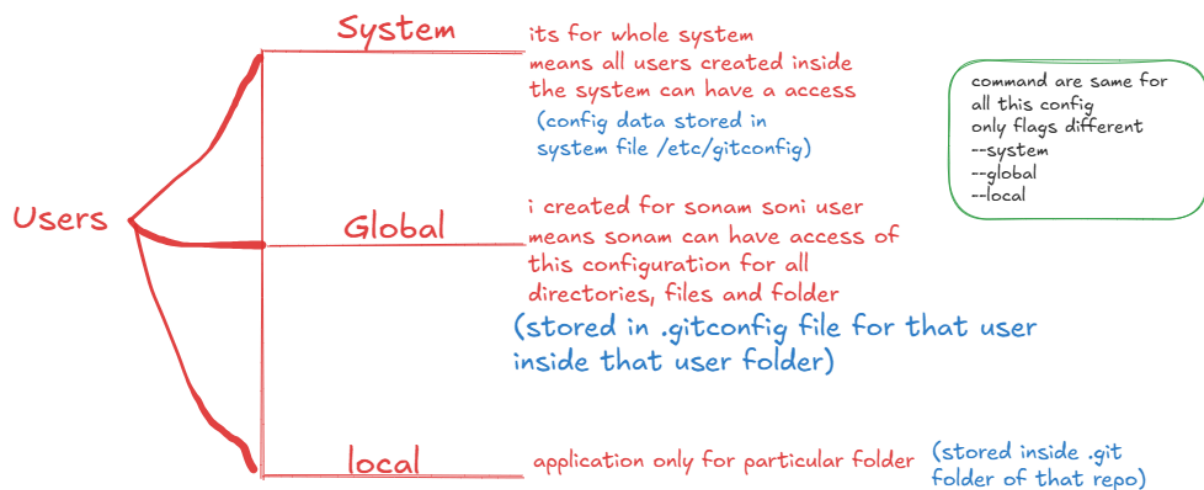 System
its for whole system
means all users created inside
the system can have a access
(config data stored in
system file /etc/gitconfig)
command are same for
all this config
only flags different
--system
--global
--local
Users
Global
i created for sonam soni user
means sonam can have access of
this configuration for all
directories, files and folder
(stored in .gitconfig file for that user
inside that user folder)
local
application only for particular folder
(stored inside .git
folder of that repo)